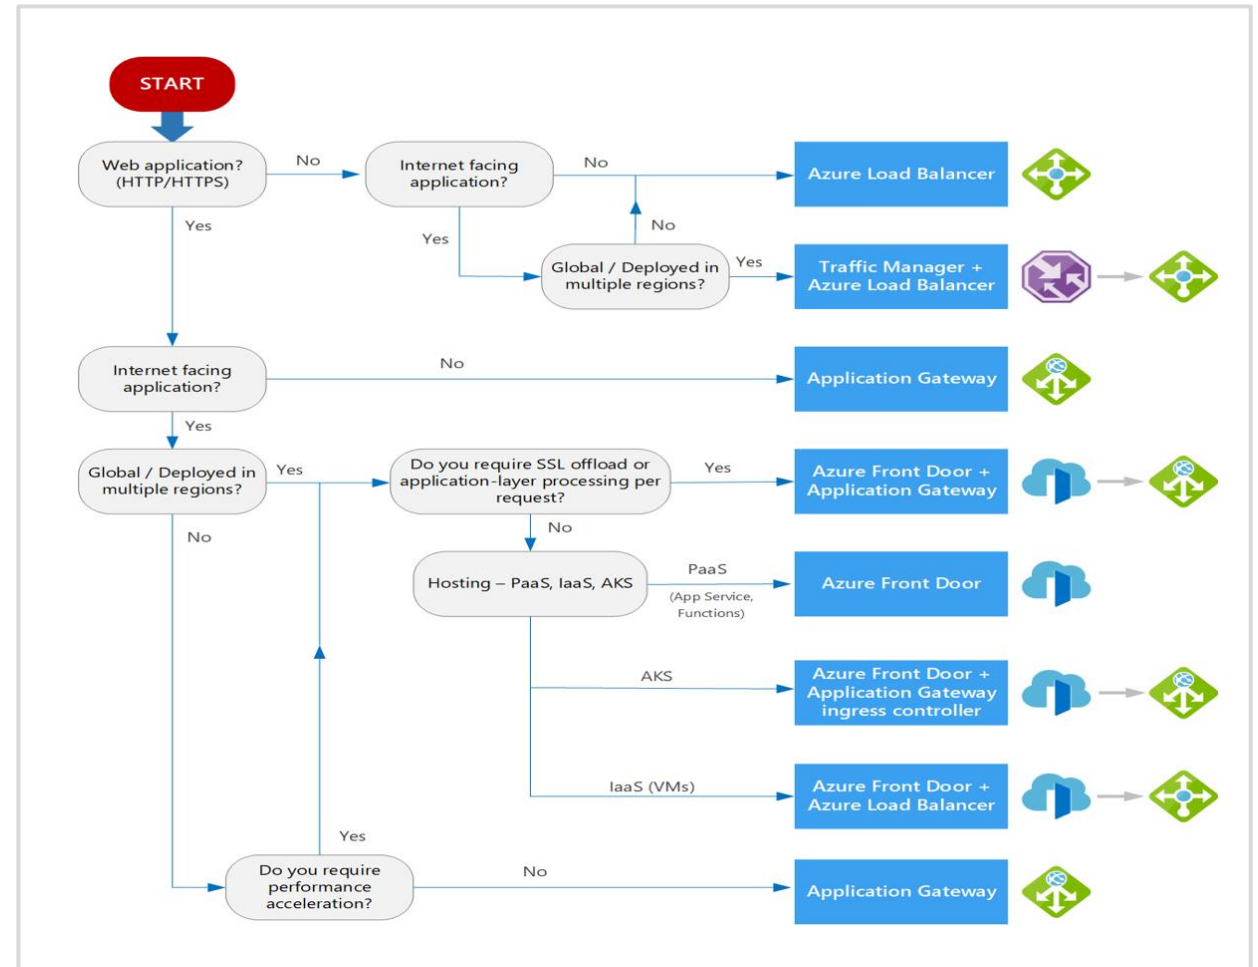 START
Web application?
(HTTP/HTTPS)
No
Internet facing
application?
No
Azure Load Balancer
Yes
Yes
No
Global / Deployed in
multiple regions?
Yes
Traffic Manager +
Azure Load Balancer
Internet facing
application?
No
Application Gateway
Yes
Global / Deployed in
multiple regions?
Yes
Do you require SSL offload or
application-layer processing per
request?
Yes
Azure Front Door +
Application Gateway
No
No
Hosting – PaaS, IaaS, AKS
PaaS
(App Service,
Functions)
Azure Front Door
AKS
Azure Front Door +
Application Gateway
ingress controller
IaaS (VMs)
Azure Front Door +
Azure Load Balancer
Yes
Do you require
performance
acceleration?
No
Application Gateway